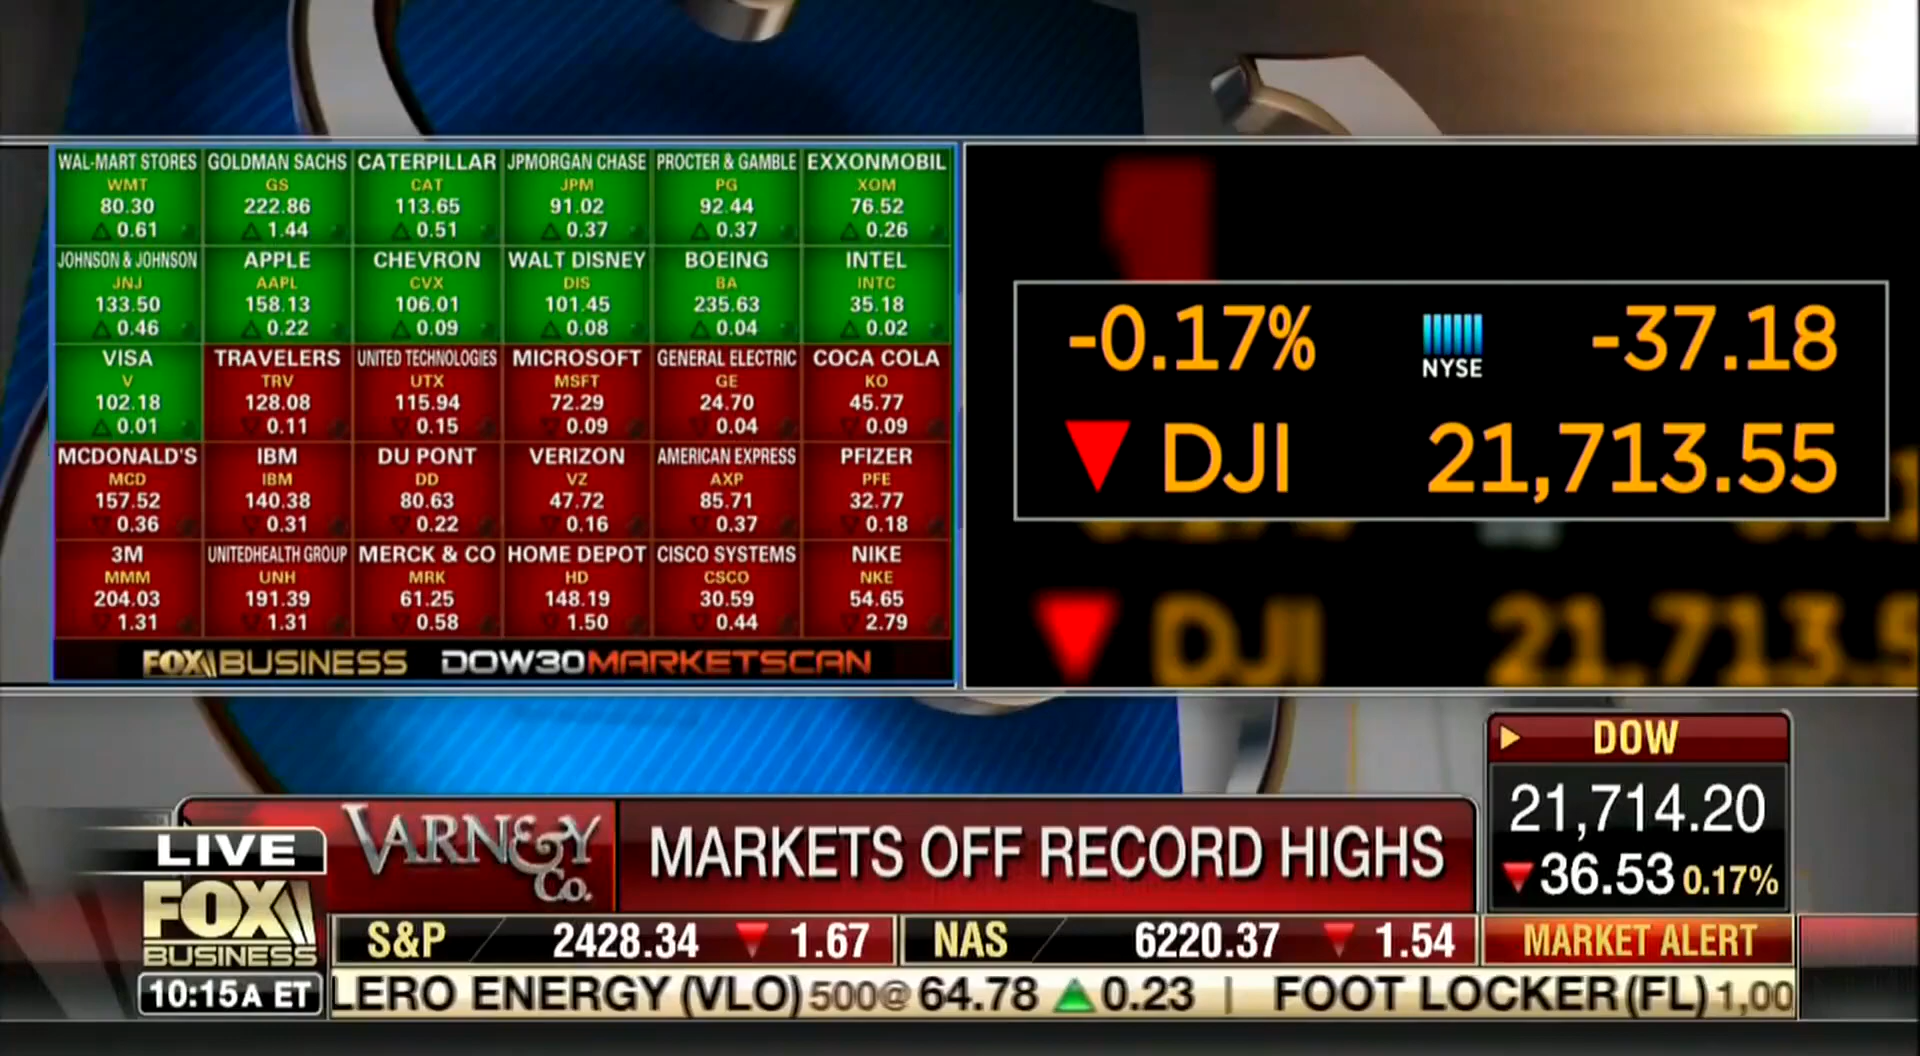 WAL-MART STORES
WMT
80.30
0.61
GOLDMAN SACHS
GS
222.86
1.44
CATERPILLAR
CAT
113.65
0.51
JPMORGAN CHASE
JPM
91.02
0.37
PROCTER & GAMBLE
PG
92.44
0.37
EXXONMOBIL
XOM
76.52
0.26
JOHNSON & JOHNSON
JNJ
133.50
0.46
APPLE
AAPL
158.13
0.22
CHEVRON
CVX
106.01
0.09
WALT DISNEY
DIS
101.45
0.08
BOEING
BA
235.63
0.04
INTEL
INTC
35.18
0.02
VISA
V
102.18
0.01
TRAVELERS
TRV
128.08
0.11
UNITED TECHNOLOGIES
UTX
115.94
0.15
MICROSOFT
MSFT
72.29
0.09
GENERAL ELECTRIC
GE
24.70
0.04
COCA COLA
KO
45.77
0.09
MCDONALD'S
MCD
157.52
0.36
IBM
IBM
140.38
0.31
DU PONT
DD
80.63
0.22
VERIZON
VZ
47.72
0.16
AMERICAN EXPRESS
AXP
85.71
0.37
PFIZER
PFE
32.77
0.18
3M
MMM
204.03
1.31
UNITEDHEALTH GROUP
UNH
191.39
1.31
MERCK & CO
MRK
61.25
0.58
HOME DEPOT
HD
148.19
1.50
CISCO SYSTEMS
CSCO
30.59
0.44
NIKE
NKE
54.65
2.79
FOX BUSINESS DOW30MARKETSCAN
-0.17% NYSE -37.18
DJI 21,713.55
DJI 21,713.5
DOW
21,714.20
36.53 0.17%
MARKET ALERT
VARNEY & Co.
MARKETS OFF RECORD HIGHS
LIVE
FOX
BUSINESS
10:15A ET
S&P 2428.34 1.67
NAS 6220.37 1.54
LERO ENERGY (VLO) 500@ 64.78 0.23 | FOOT LOCKER (FL) 1,00